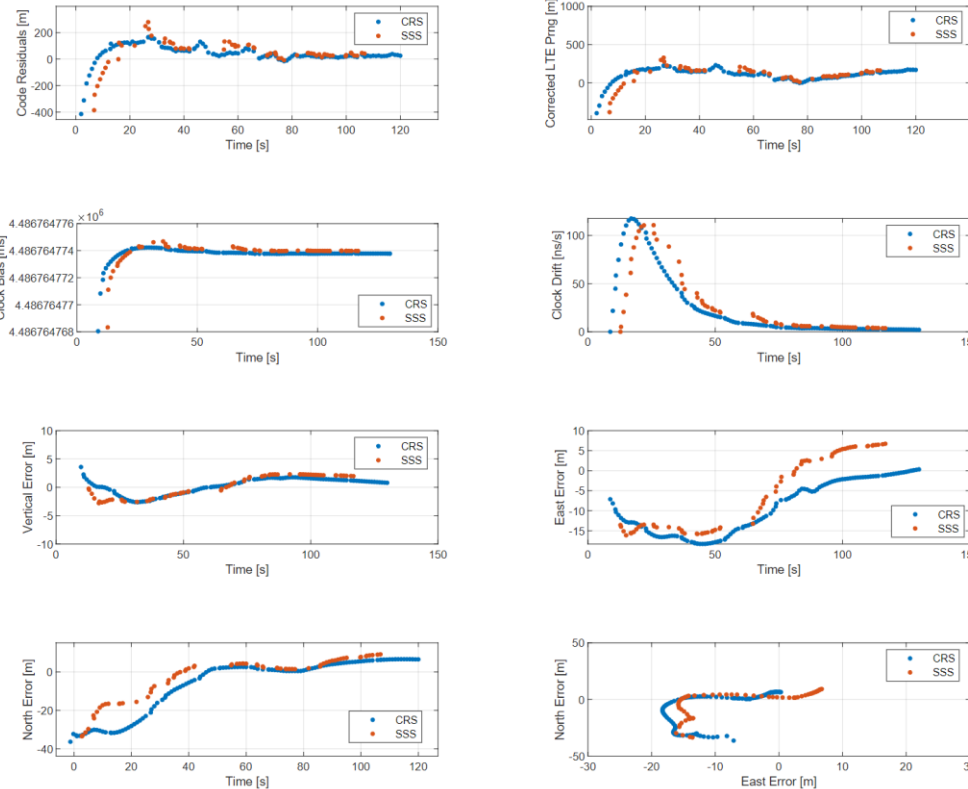 Code Residuals [m]
200
0
-200
-400
0 20 40 60 80 100 120
Time [s]
CRS
SSS
Corrected LTE Prng [m]
1000
500
0
0 20 40 60 80 100 120
Time [s]
CRS
SSS
Clock Bias [ms]
×10^6
4.486764776
4.486764774
4.486764772
4.48676477
4.486764768
0 50 100 150
Time [s]
CRS
SSS
Clock Drift [ns/s]
100
50
0
0 50 100
Time [s]
CRS
SSS
Vertical Error [m]
10
5
0
-5
-10
0 50 100 150
Time [s]
CRS
SSS
East Error [m]
10
5
0
-5
-10
-15
0 50 100
Time [s]
CRS
SSS
North Error [m]
0
-20
-40
0 20 40 60 80 100 120
Time [s]
CRS
SSS
North Error [m]
50
0
-50
-30 -20 -10 0 10 20
East Error [m]
CRS
SSS